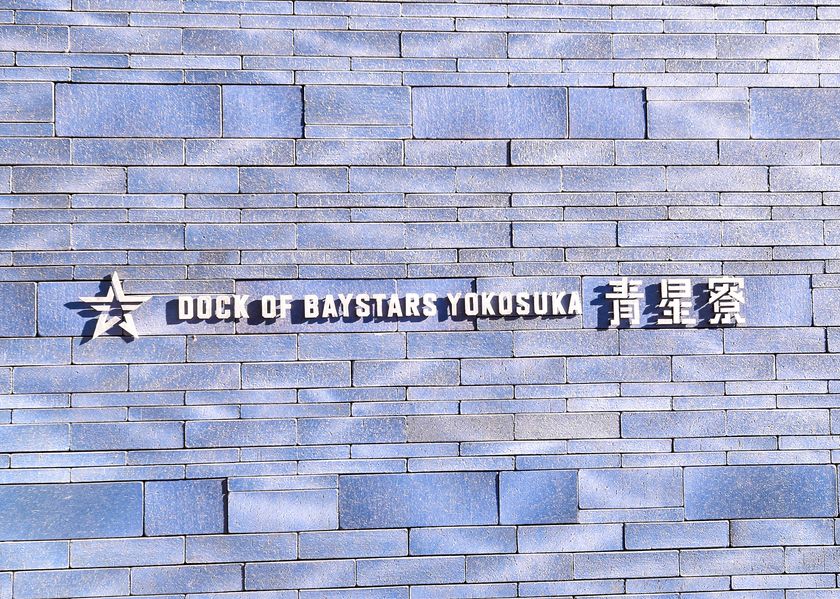 DOCK OF BAYSTARS YOKOSUKA 青星寮